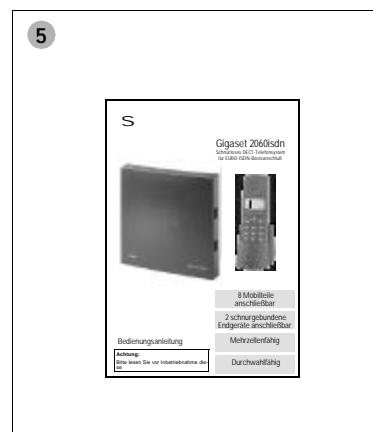 5
S
Gigaset 2060isdn
Schnurloses DECT-Telefonsystem
für EURO-ISDN-Basisanschluß
8 Mobilteile
anschließbar
2 schnurgebundene
Endgeräte anschließbar
Bedienungsanleitung
Mehrzellenfähig
Achtung:
Bitte lesen Sie vor Inbetriebnahme die-
se
Durchwahlfähig